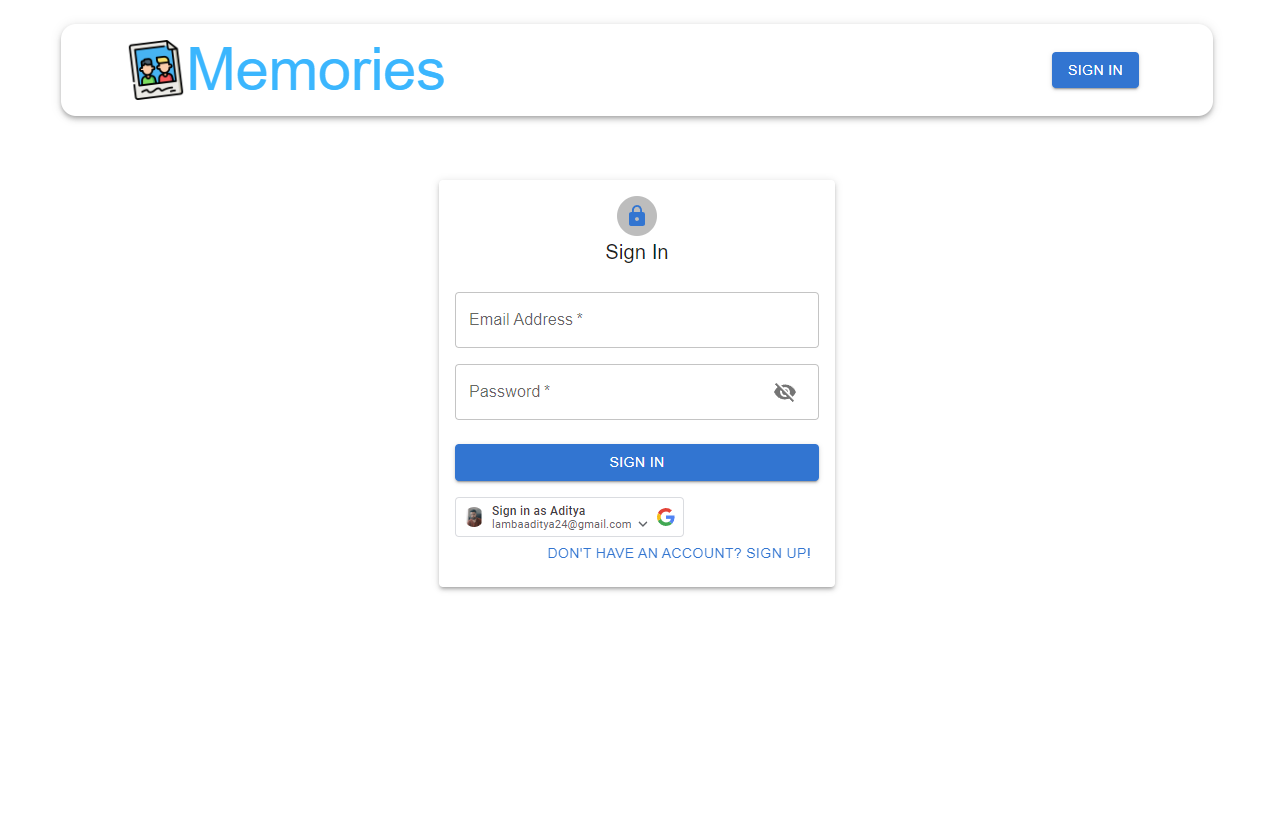 Memories
SIGN IN
Sign In
Email Address *
Password *
SIGN IN
Sign in as Aditya
lambaaditya24@gmail.com
DON'T HAVE AN ACCOUNT? SIGN UP!